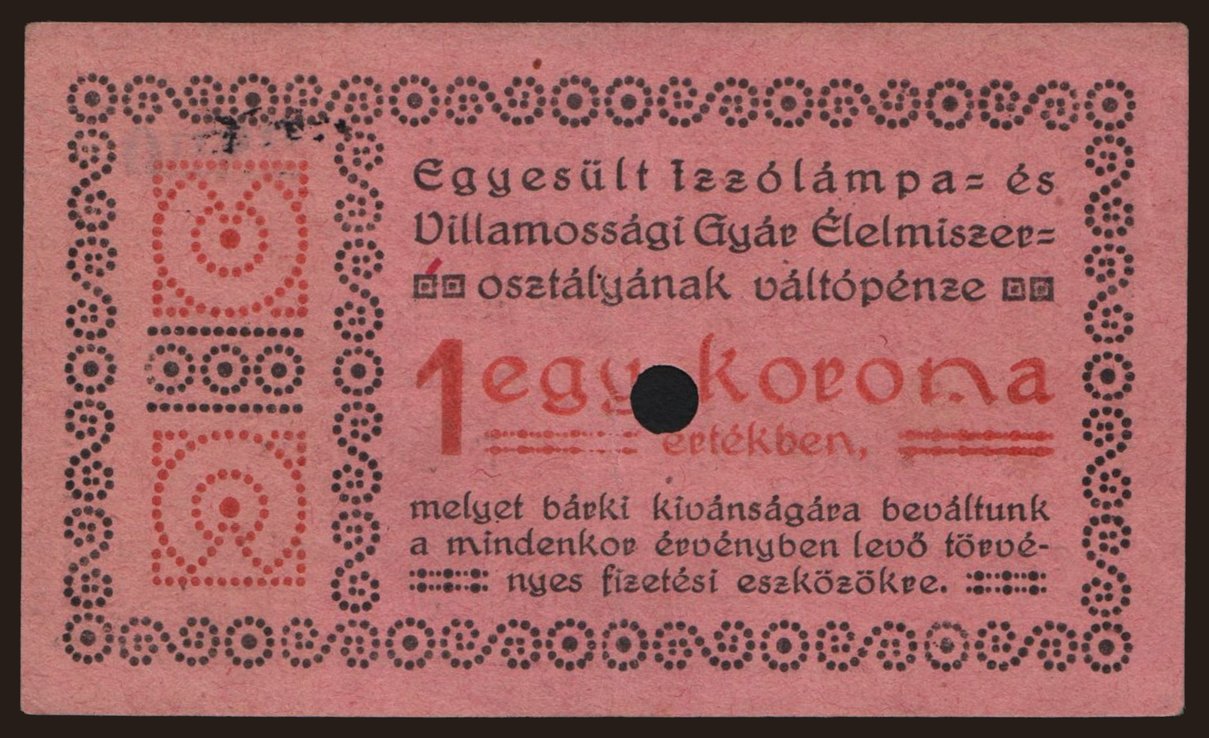 Egyesült Izzólámpa= és
Villamossági Gyár Élelmiszer=
osztályának váltópénze
1 egy korona
értékben,
melyet bárki kivánságára beváltunk
a mindenkor érvényben levő törvé-
nyes fizetési eszközökre.